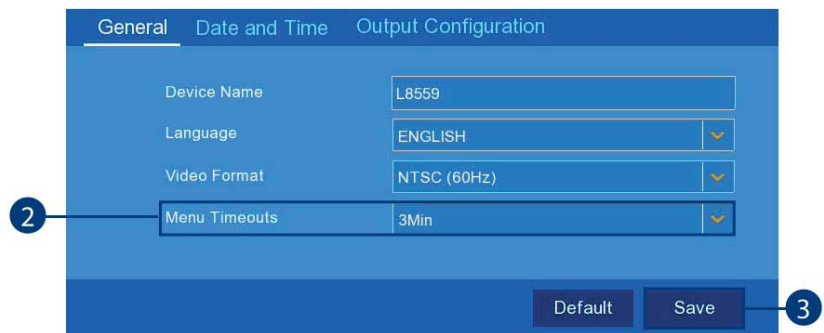 General Date and Time Output Configuration
Device Name L8559
Language ENGLISH
Video Format NTSC (60Hz)
2 Menu Timeouts 3Min
Default Save 3